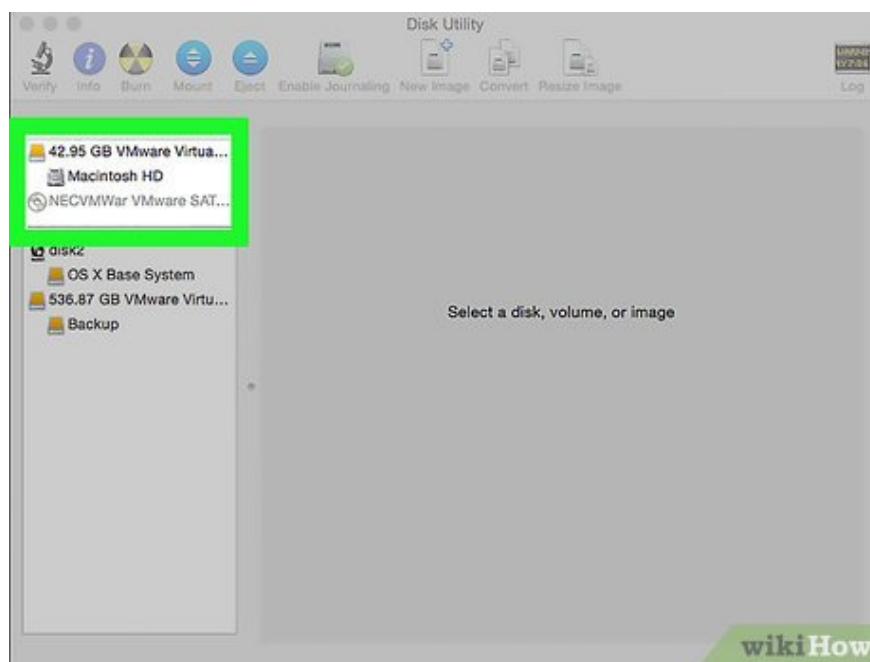 Disk Utility
Verify Info Burn Mount Eject Enable Journaling New Image Convert Resize Image Log
42.95 GB VMware Virtua...
Macintosh HD
NECVMWar VMware SAT...
disk2
OS X Base System
536.87 GB VMware Virtu...
Backup
Select a disk, volume, or image
wikiHow